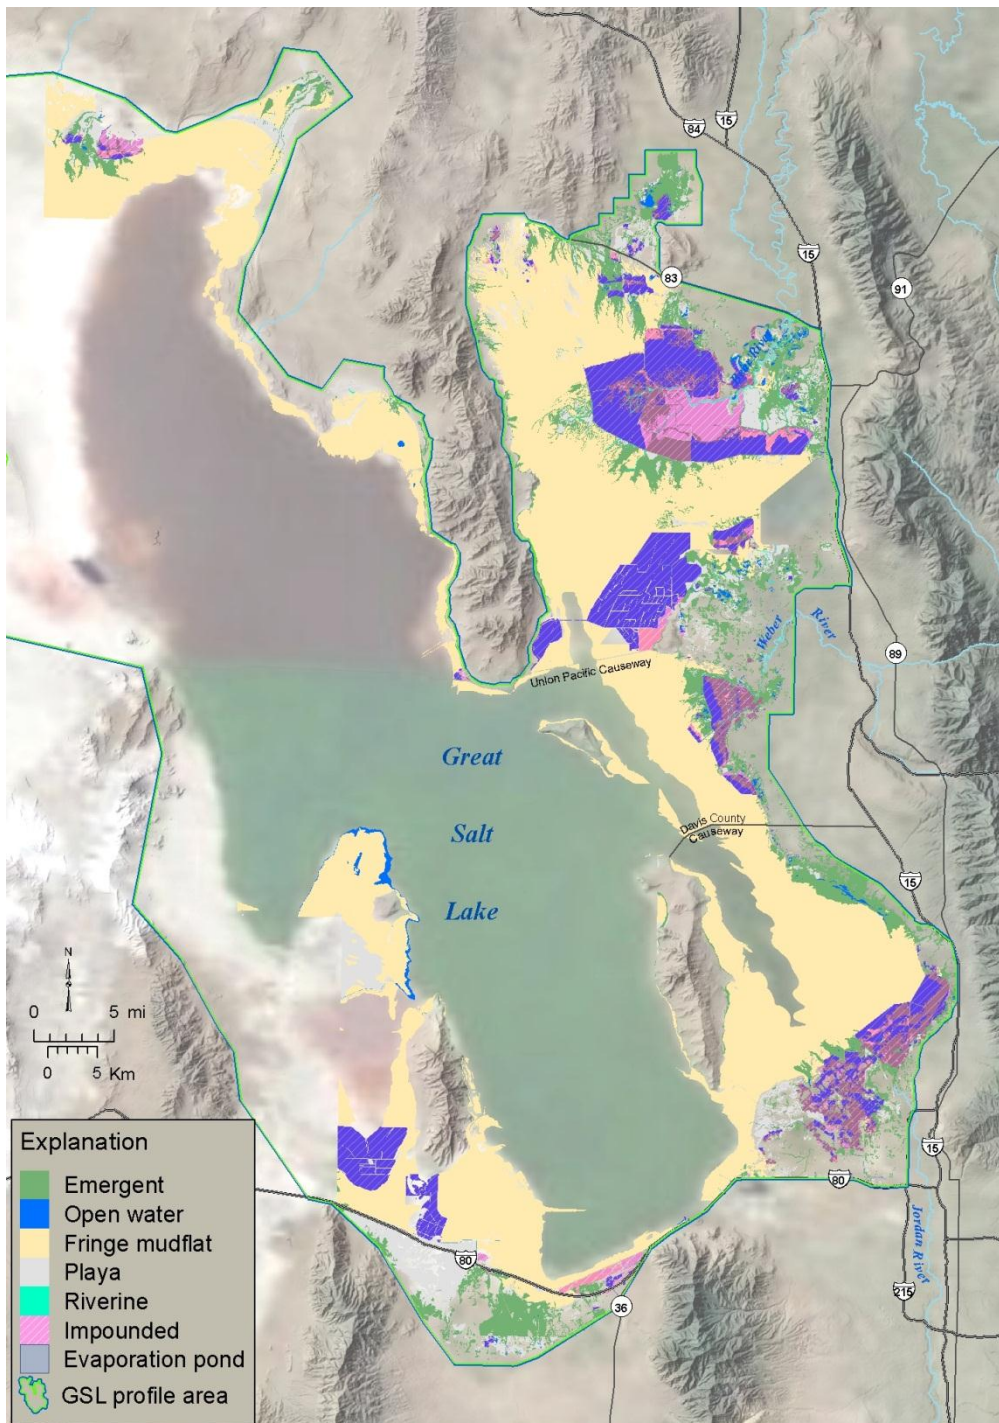 84
15
15
91
83
River
Weber
River
89
Union Pacific Causeway
Great
Salt
Lake
Davis County
Causeway
15
N
0 5 mi
0 5 Km
15
80
80
36
215
Jordan River
Explanation
Emergent
Open water
Fringe mudflat
Playa
Riverine
Impounded
Evaporation pond
GSL profile area